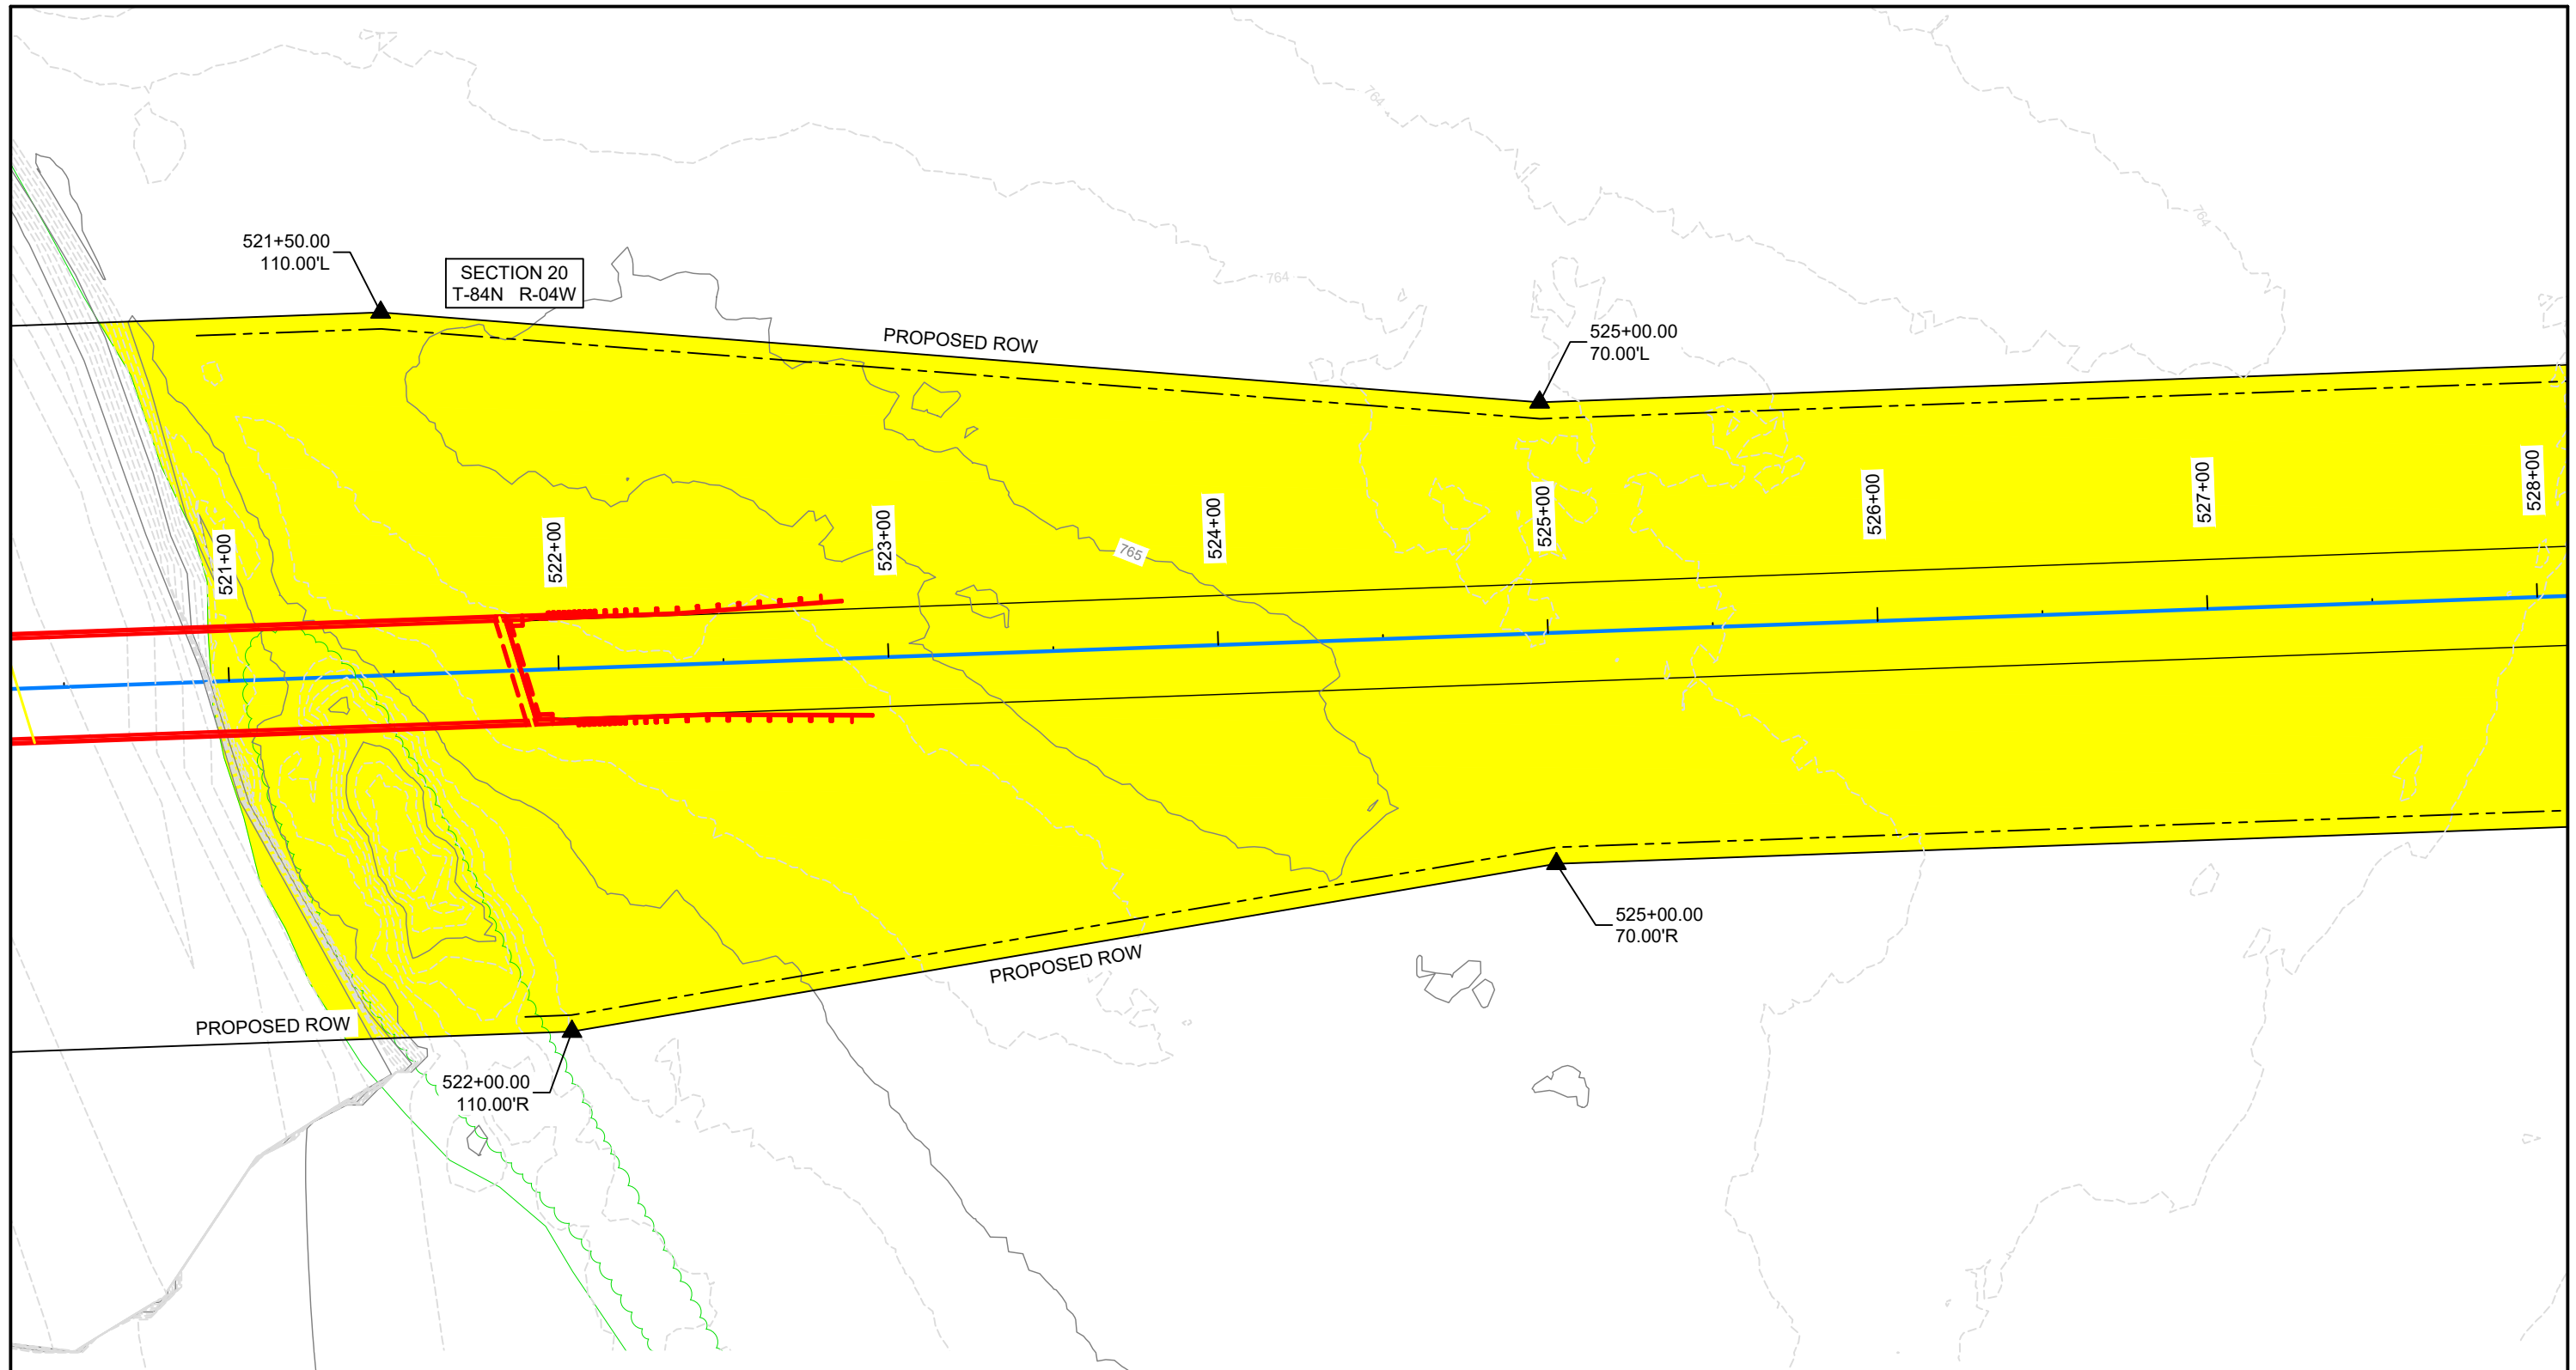 764
764
521+50.00
110.00'L
SECTION 20
T-84N R-04W
764
PROPOSED ROW
525+00.00
70.00'L
521+00
522+00
523+00
524+00
525+00
526+00
527+00
528+00
765
PROPOSED ROW
525+00.00
70.00'R
PROPOSED ROW
522+00.00
110.00'R